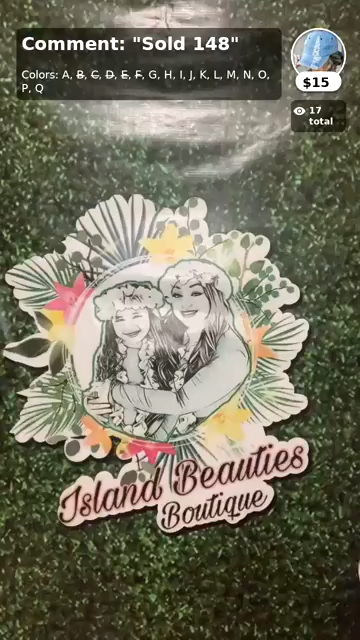 Comment: "Sold 148"
Colors: A, B, C, D, E, F, G, H, I, J, K, L, M, N, O,
P, Q
$15
17
total
Island Beauties
Boutique